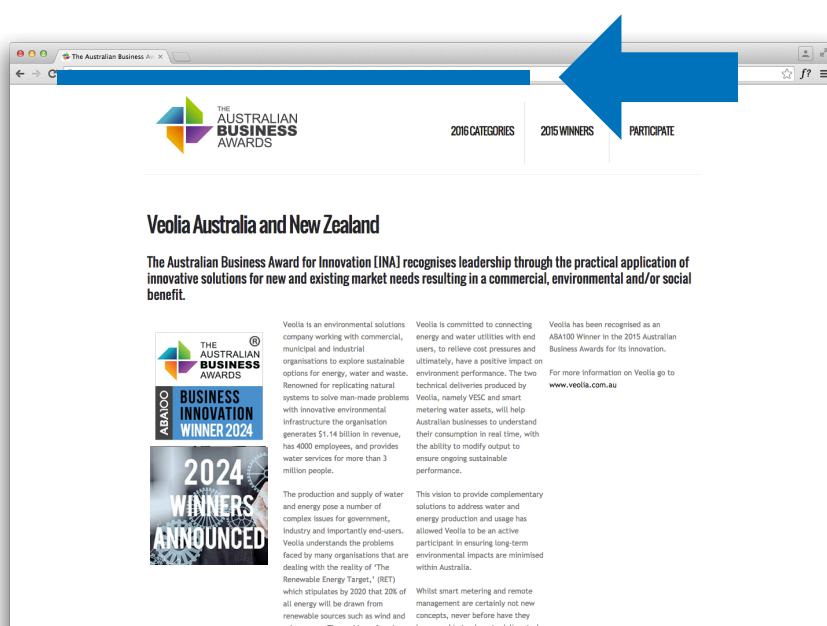 The Australian Business Aw
THE
AUSTRALIAN
BUSINESS
AWARDS
2016 CATEGORIES
2015 WINNERS
PARTICIPATE
Veolia Australia and New Zealand
The Australian Business Award for Innovation [INA] recognises leadership through the practical application of
innovative solutions for new and existing market needs resulting in a commercial, environmental and/or social
benefit.
THE ®
AUSTRALIAN
BUSINESS
AWARDS
ABA100
BUSINESS
INNOVATION
WINNER 2024
2024
WINNERS
ANNOUNCED
Veolia is an environmental solutions
company working with commercial,
municipal and industrial
organisations to explore sustainable
options for energy, water and waste.
Renowned for replicating natural
systems to solve man-made problems
with innovative environmental
infrastructure the organisation
generates $1.14 billion in revenue,
has 4000 employees, and provides
water services for more than 3
million people.
The production and supply of water
and energy pose a number of
complex issues for government,
industry and importantly end-users.
Veolia understands the problems
faced by many organisations that are
dealing with the reality of 'The
Renewable Energy Target,' (RET)
which stipulates by 2020 that 20% of
all energy will be drawn from
renewable sources such as wind and
Veolia is committed to connecting
energy and water utilities with end
users, to relieve cost pressures and
ultimately, have a positive impact on
environment performance. The two
technical deliveries produced by
Veolia, namely VESC and smart
metering water assets, will help
Australian businesses to understand
their consumption in real time, with
the ability to modify output to
ensure ongoing sustainable
performance.
This vision to provide complementary
solutions to address water and
energy production and usage has
allowed Veolia to be an active
participant in ensuring long-term
environmental impacts are minimised
within Australia.
Whilst smart metering and remote
management are certainly not new
concepts, never before have they
Veolia has been recognised as an
ABA100 Winner in the 2015 Australian
Business Awards for its innovation.
For more information on Veolia go to
www.veolia.com.au